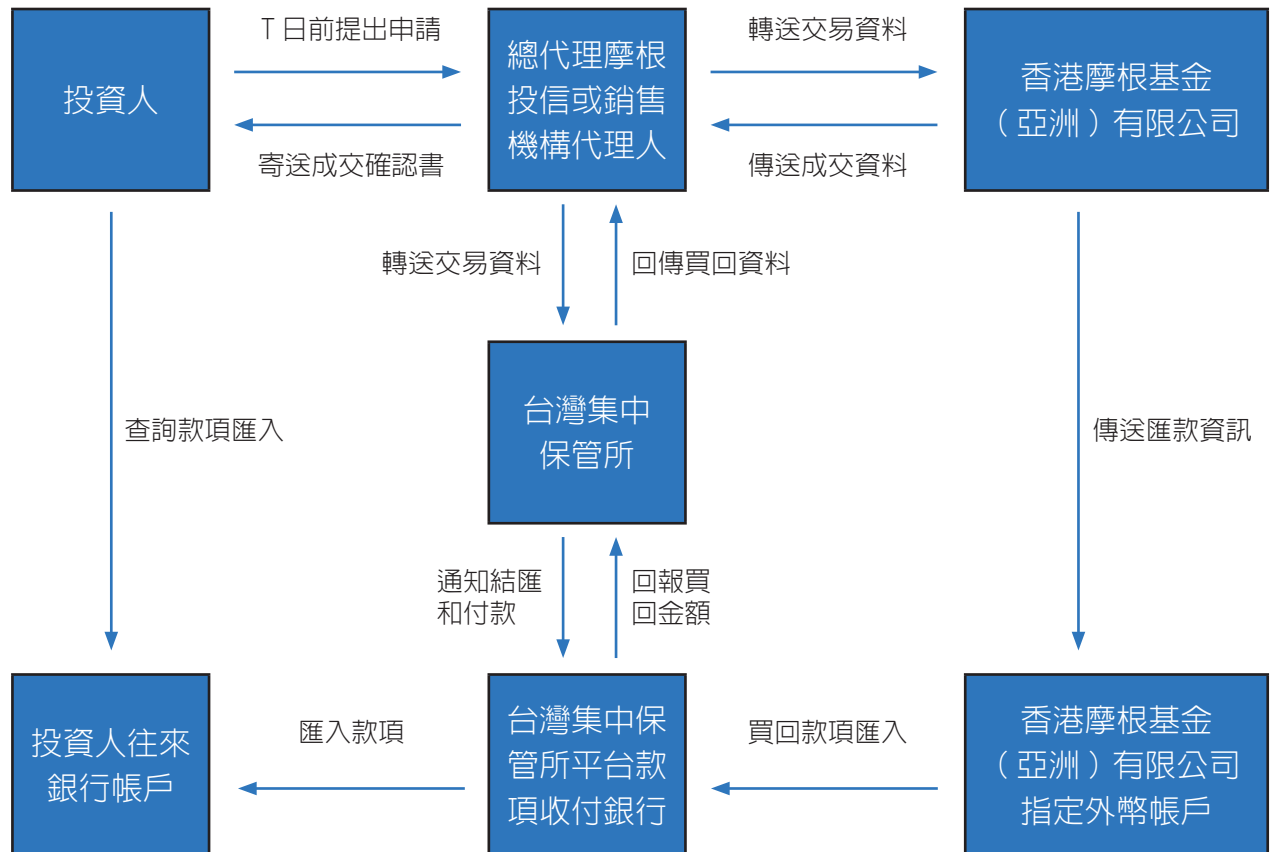 T 日前提出申請
轉送交易資料
投資人
總代理摩根
投信或銷售
機構代理人
香港摩根基金
（亞洲）有限公司
寄送成交確認書
傳送成交資料
轉送交易資料
回傳買回資料
查詢款項匯入
台灣集中
保管所
傳送匯款資訊
通知結匯
和付款
回報買
回金額
投資人往來
銀行帳戶
匯入款項
台灣集中保
管所平台款
項收付銀行
買回款項匯入
香港摩根基金
（亞洲）有限公司
指定外幣帳戶